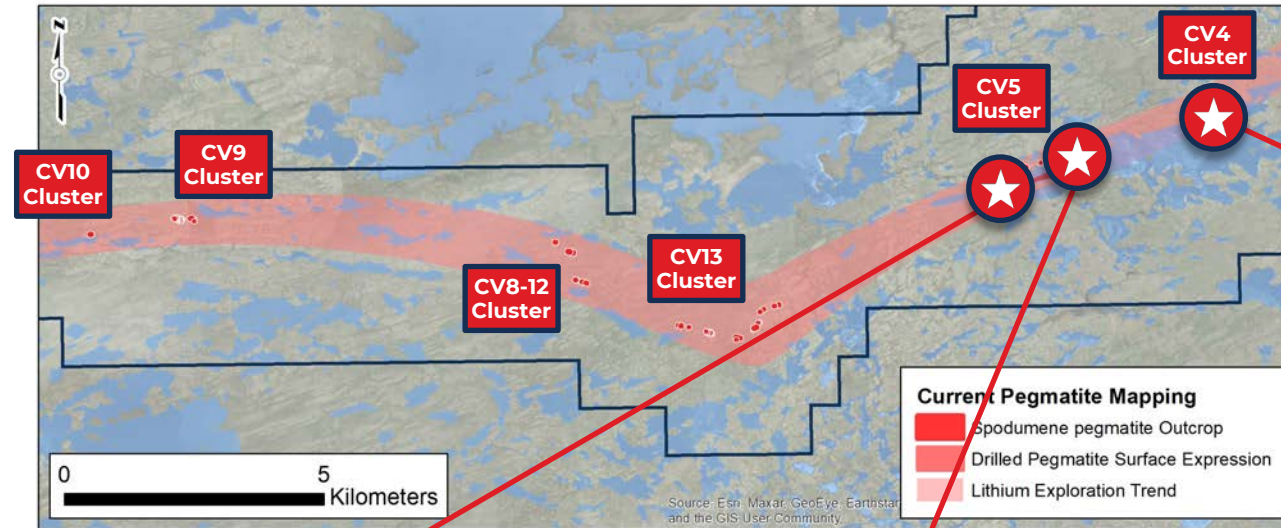 CV4
Cluster
CV5
Cluster
CV9
Cluster
CV10
Cluster
CV13
Cluster
CV8-12
Cluster
Current Pegmatite Mapping
Spodumene pegmatite Outcrop
Drilled Pegmatite Surface Expression
Lithium Exploration Trend
0 5
Kilometers
Source: Esri, Maxar, GeoEye, Earthstar
and the GIS User Community